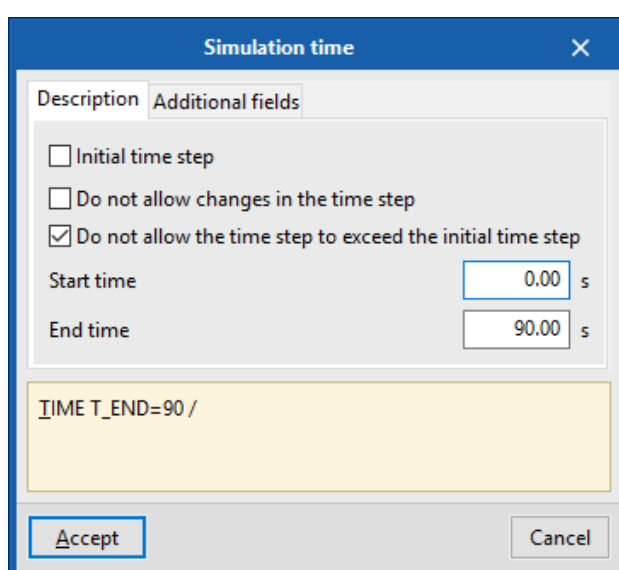 Simulation time
Description Additional fields
Initial time step
Do not allow changes in the time step
Do not allow the time step to exceed the initial time step
Start time 0.00 s
End time 90.00 s
TIME T_END=90 /
Accept Cancel